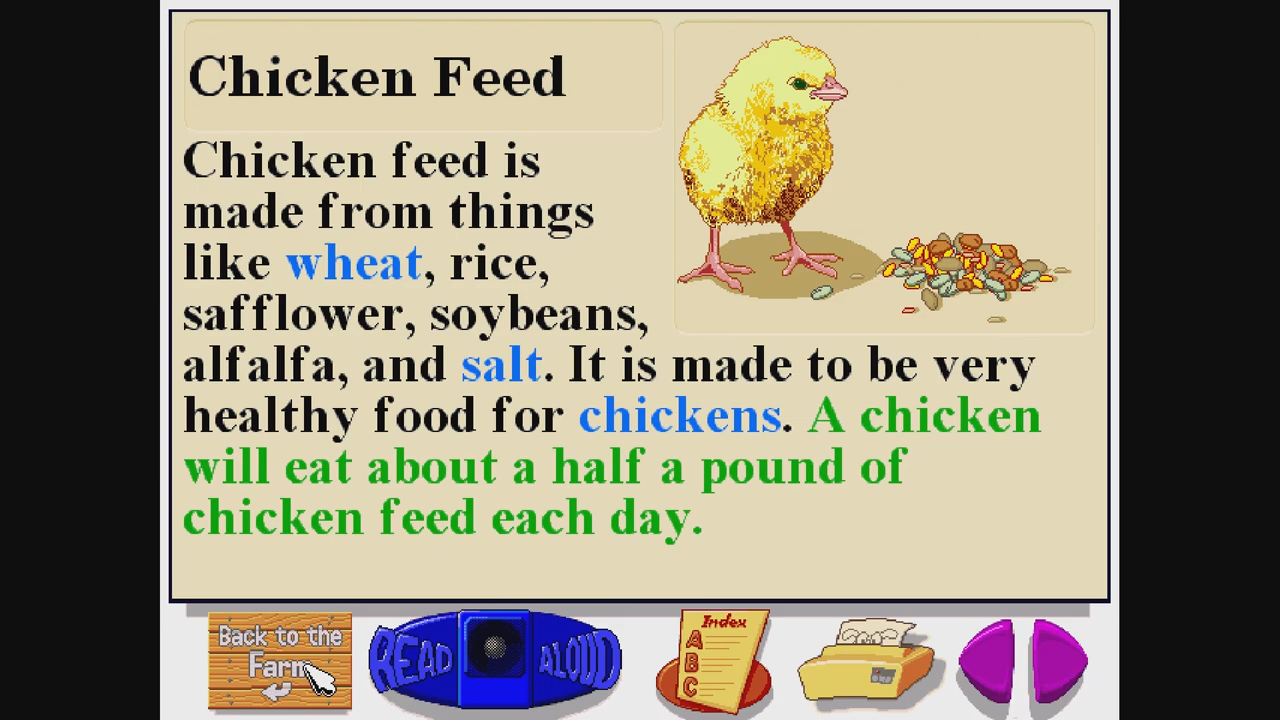 Chicken Feed
Chicken feed is
made from things
like wheat, rice,
safflower, soybeans,
alfalfa, and salt. It is made to be very
healthy food for chickens. A chicken
will eat about a half a pound of
chicken feed each day.
Back to the
Farm
READ ALOUD
Index
A
B
C